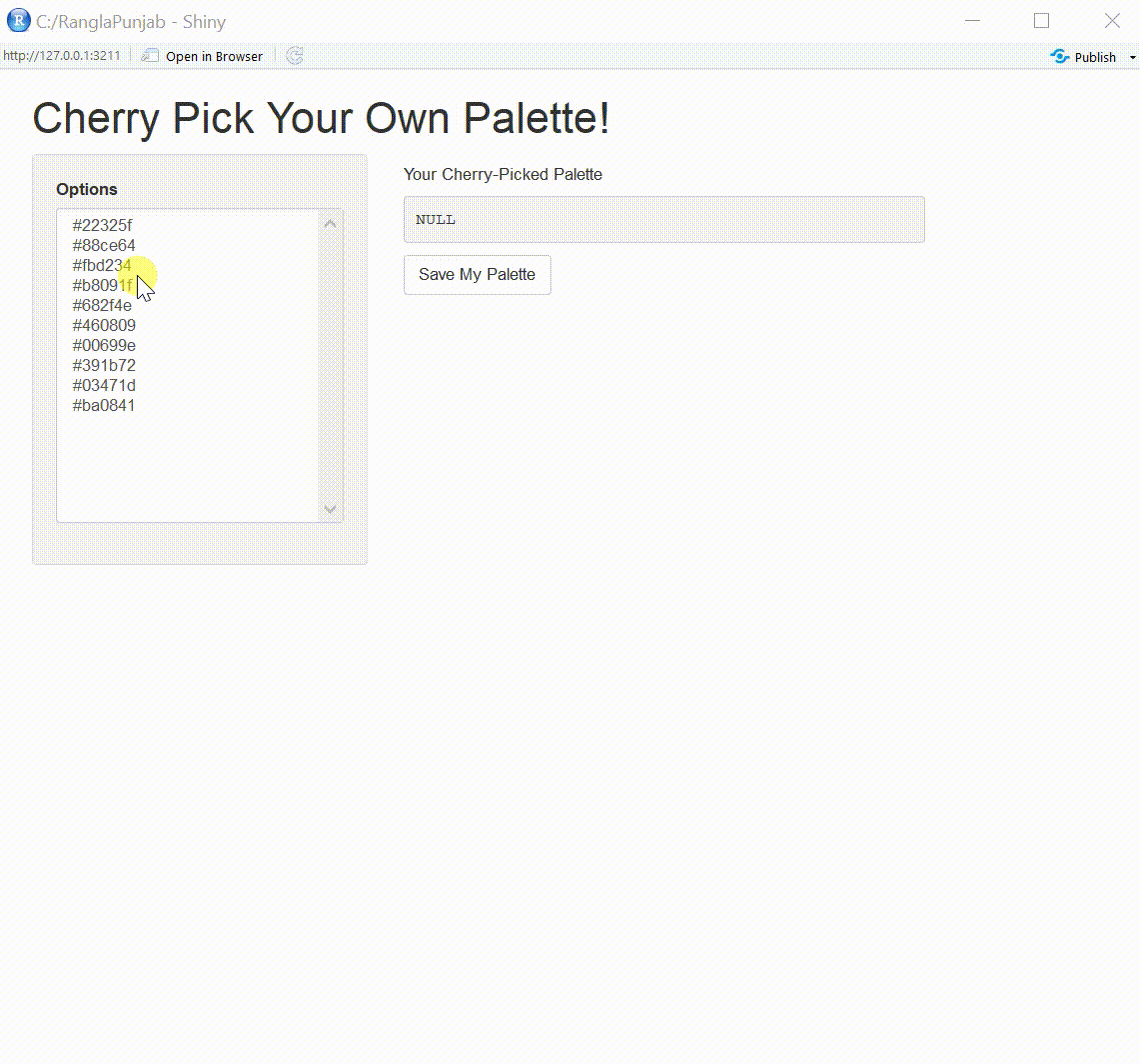 R C:/RanglaPunjab - Shiny
http://127.0.0.1:3211 Open in Browser Publish
Cherry Pick Your Own Palette!
Options
#22325f
#88ce64
#fbd234
#b8091f
#682f4e
#460809
#00699e
#391b72
#03471d
#ba0841
Your Cherry-Picked Palette
NULL
Save My Palette